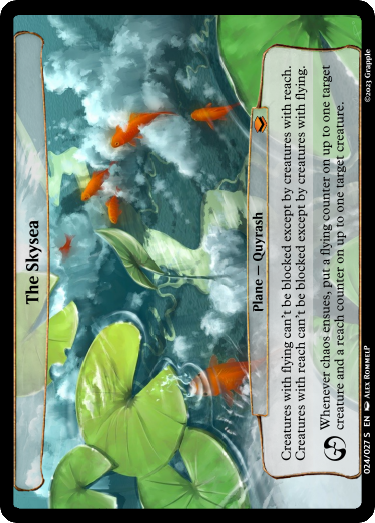 The Skysea
Plane — Quyrash
Creatures with flying can't be blocked except by creatures with reach.
Creatures with reach can't be blocked except by creatures with flying.
Whenever chaos ensues, put a flying counter on up to one target
creature and a reach counter on up to one target creature.
024/027 S EN ALEX ROMMELP
©2023 Grapple